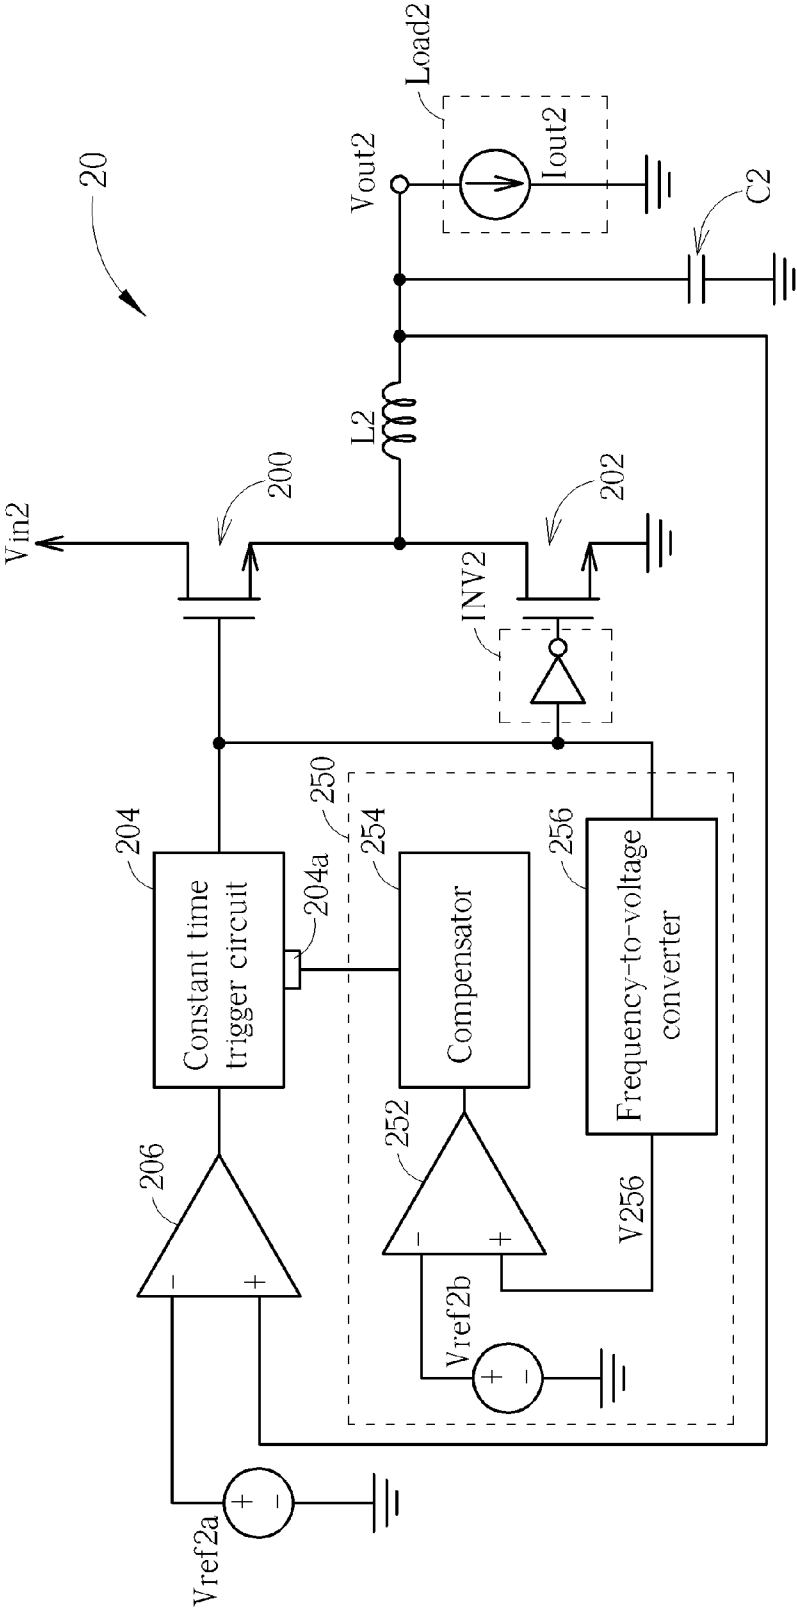 20
Vin2
200
L2
Vout2
Load2
Iout2
C2
202
INV2
204
Constant time
trigger circuit
204a
206
Vref2a
+
−
−
+
250
254
Compensator
252
−
+
Vref2b
+
−
256
Frequency-to-voltage
converter
V256